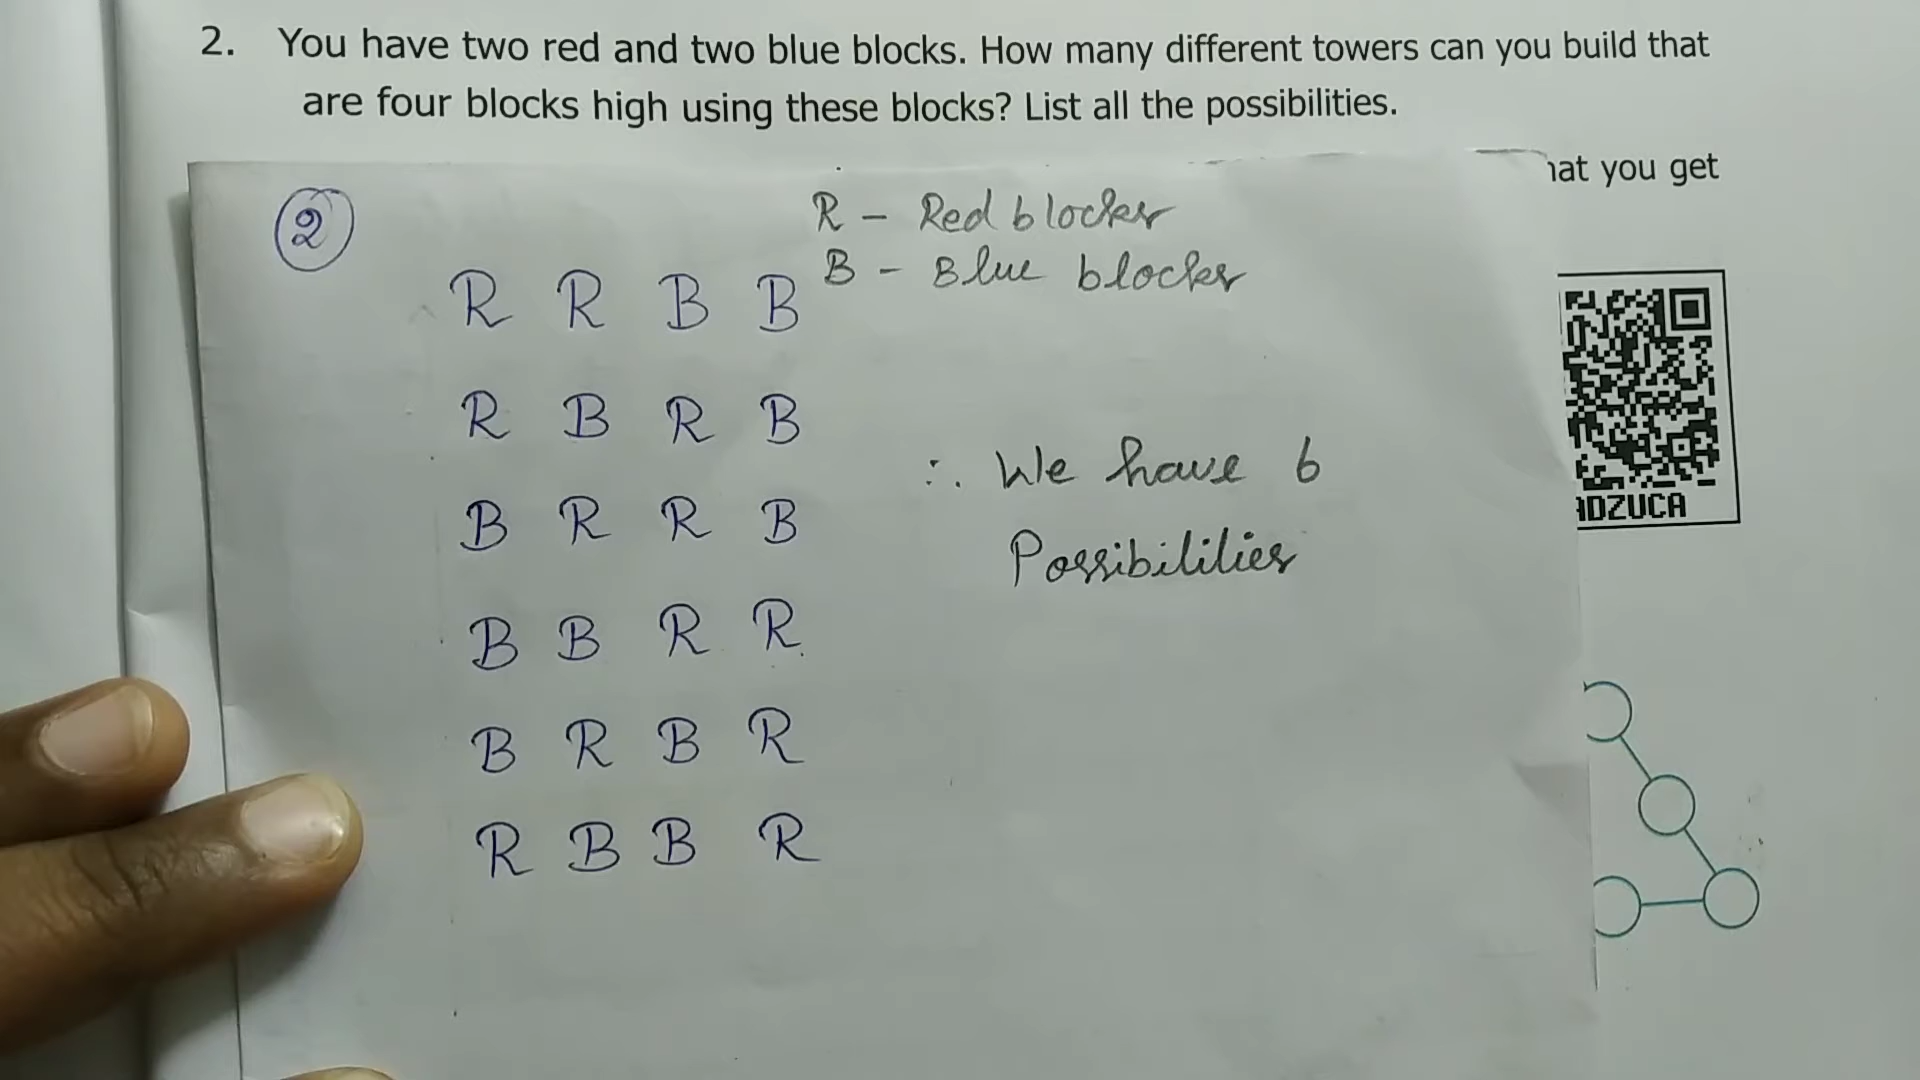 2. You have two red and two blue blocks. How many different towers can you build that
are four blocks high using these blocks? List all the possibilities.
hat you get
2
R – Red blocks
B – Blue blocks
R R B B
R B R B
B R R B
B B R R
B R B R
R B B R
∴ We have 6
Possibilities
DZUCA